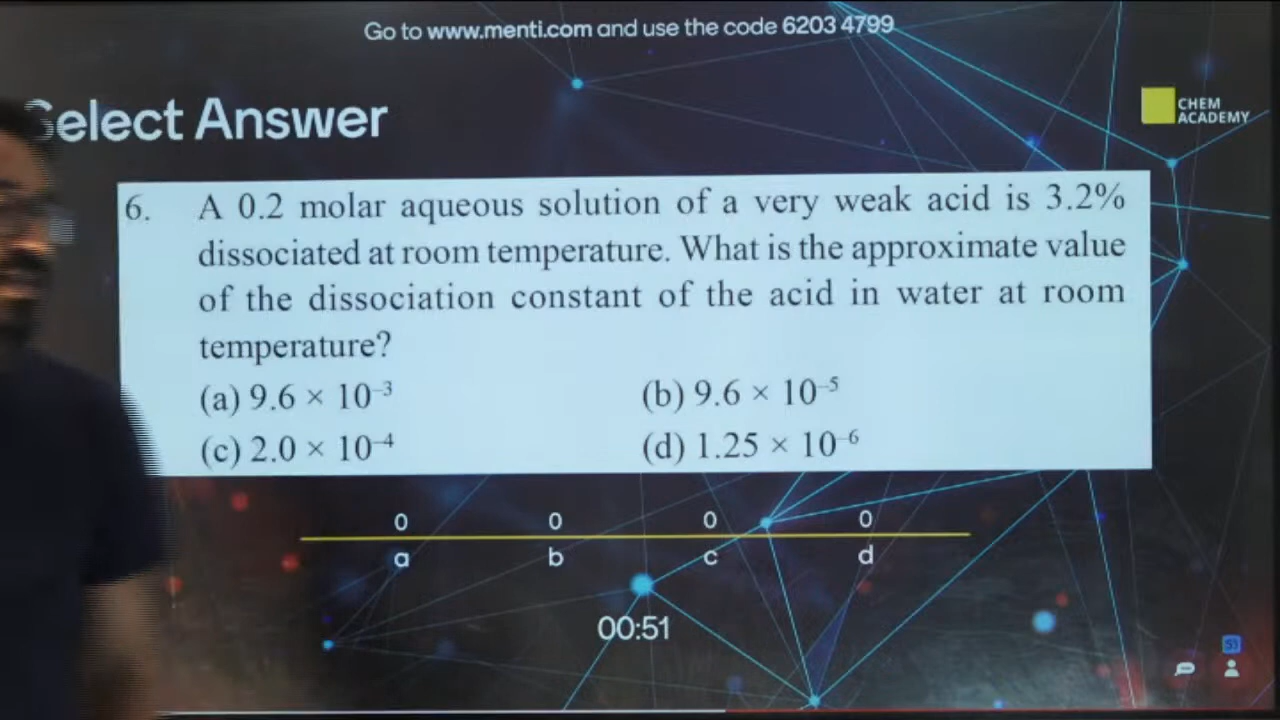 Go to www.menti.com and use the code 6203 4799
Select Answer
CHEM
ACADEMY
6. A 0.2 molar aqueous solution of a very weak acid is 3.2%
dissociated at room temperature. What is the approximate value
of the dissociation constant of the acid in water at room
temperature?
(a) 9.6 × 10⁻³ (b) 9.6 × 10⁻⁵
(c) 2.0 × 10⁻⁴ (d) 1.25 × 10⁻⁶
0 0 0 0
a b c d
00:51
53